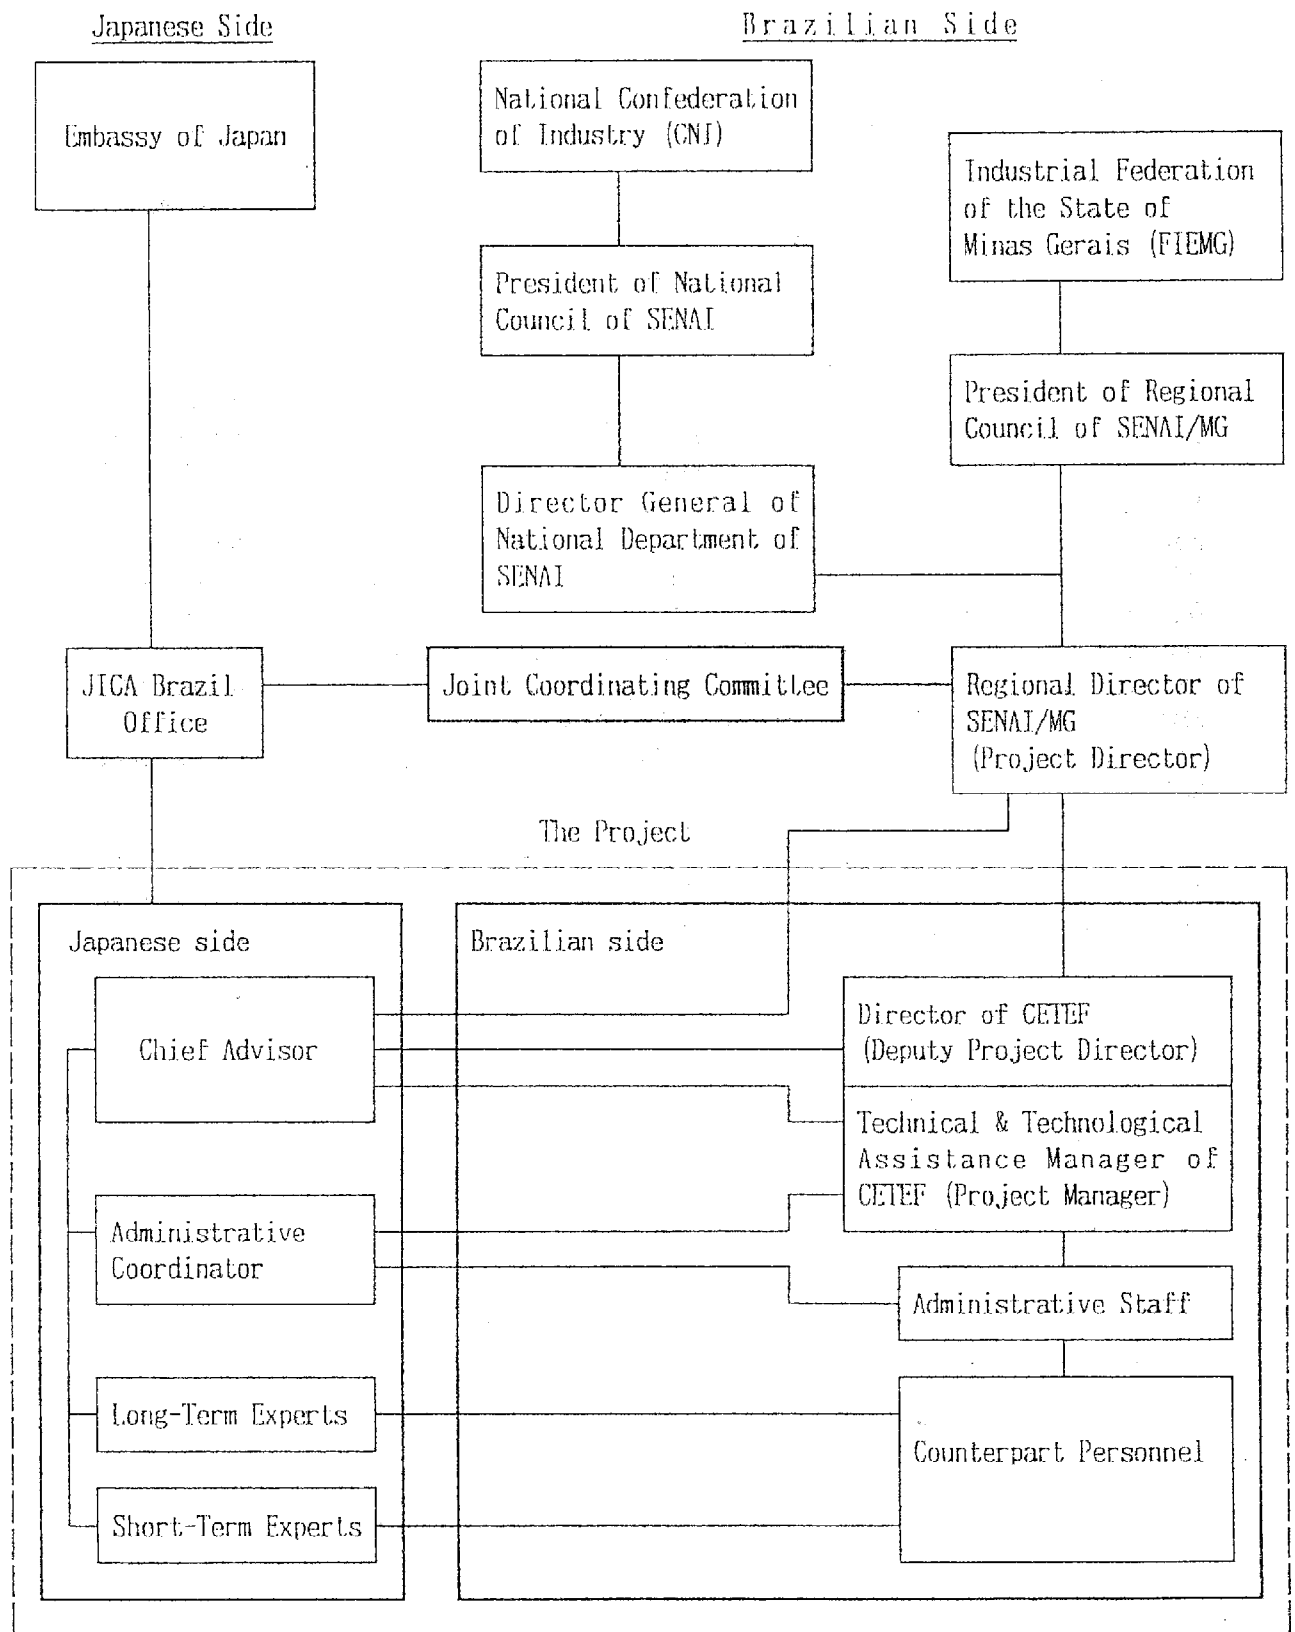 Japanese Side
Brazilian Side
Embassy of Japan
National Confederation
of Industry (CNI)
Industrial Federation
of the State of
Minas Gerais (FIEMG)
President of National
Council of SENAI
President of Regional
Council of SENAI/MG
Director General of
National Department of
SENAI
JICA Brazil
Office
Joint Coordinating Committee
Regional Director of
SENAI/MG
(Project Director)
The Project
Japanese side
Brazilian side
Chief Advisor
Director of CETEF
(Deputy Project Director)
Technical & Technological
Assistance Manager of
CETEF (Project Manager)
Administrative
Coordinator
Administrative Staff
Long-Term Experts
Counterpart Personnel
Short-Term Experts